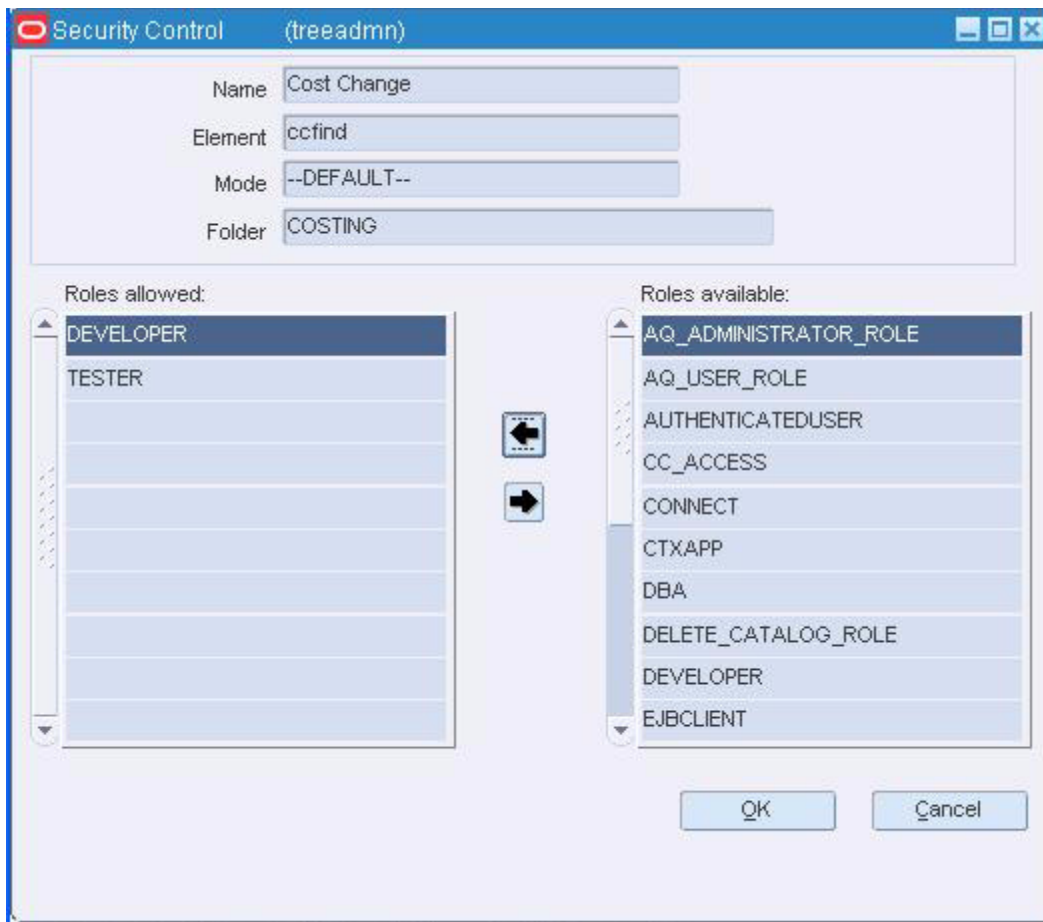 Security Control (treeadmn)
Name Cost Change
Element ccfind
Mode --DEFAULT--
Folder COSTING
Roles allowed:
DEVELOPER
TESTER
Roles available:
AQ_ADMINISTRATOR_ROLE
AQ_USER_ROLE
AUTHENTICATEDUSER
CC_ACCESS
CONNECT
CTXAPP
DBA
DELETE_CATALOG_ROLE
DEVELOPER
EJBCLIENT
OK Cancel